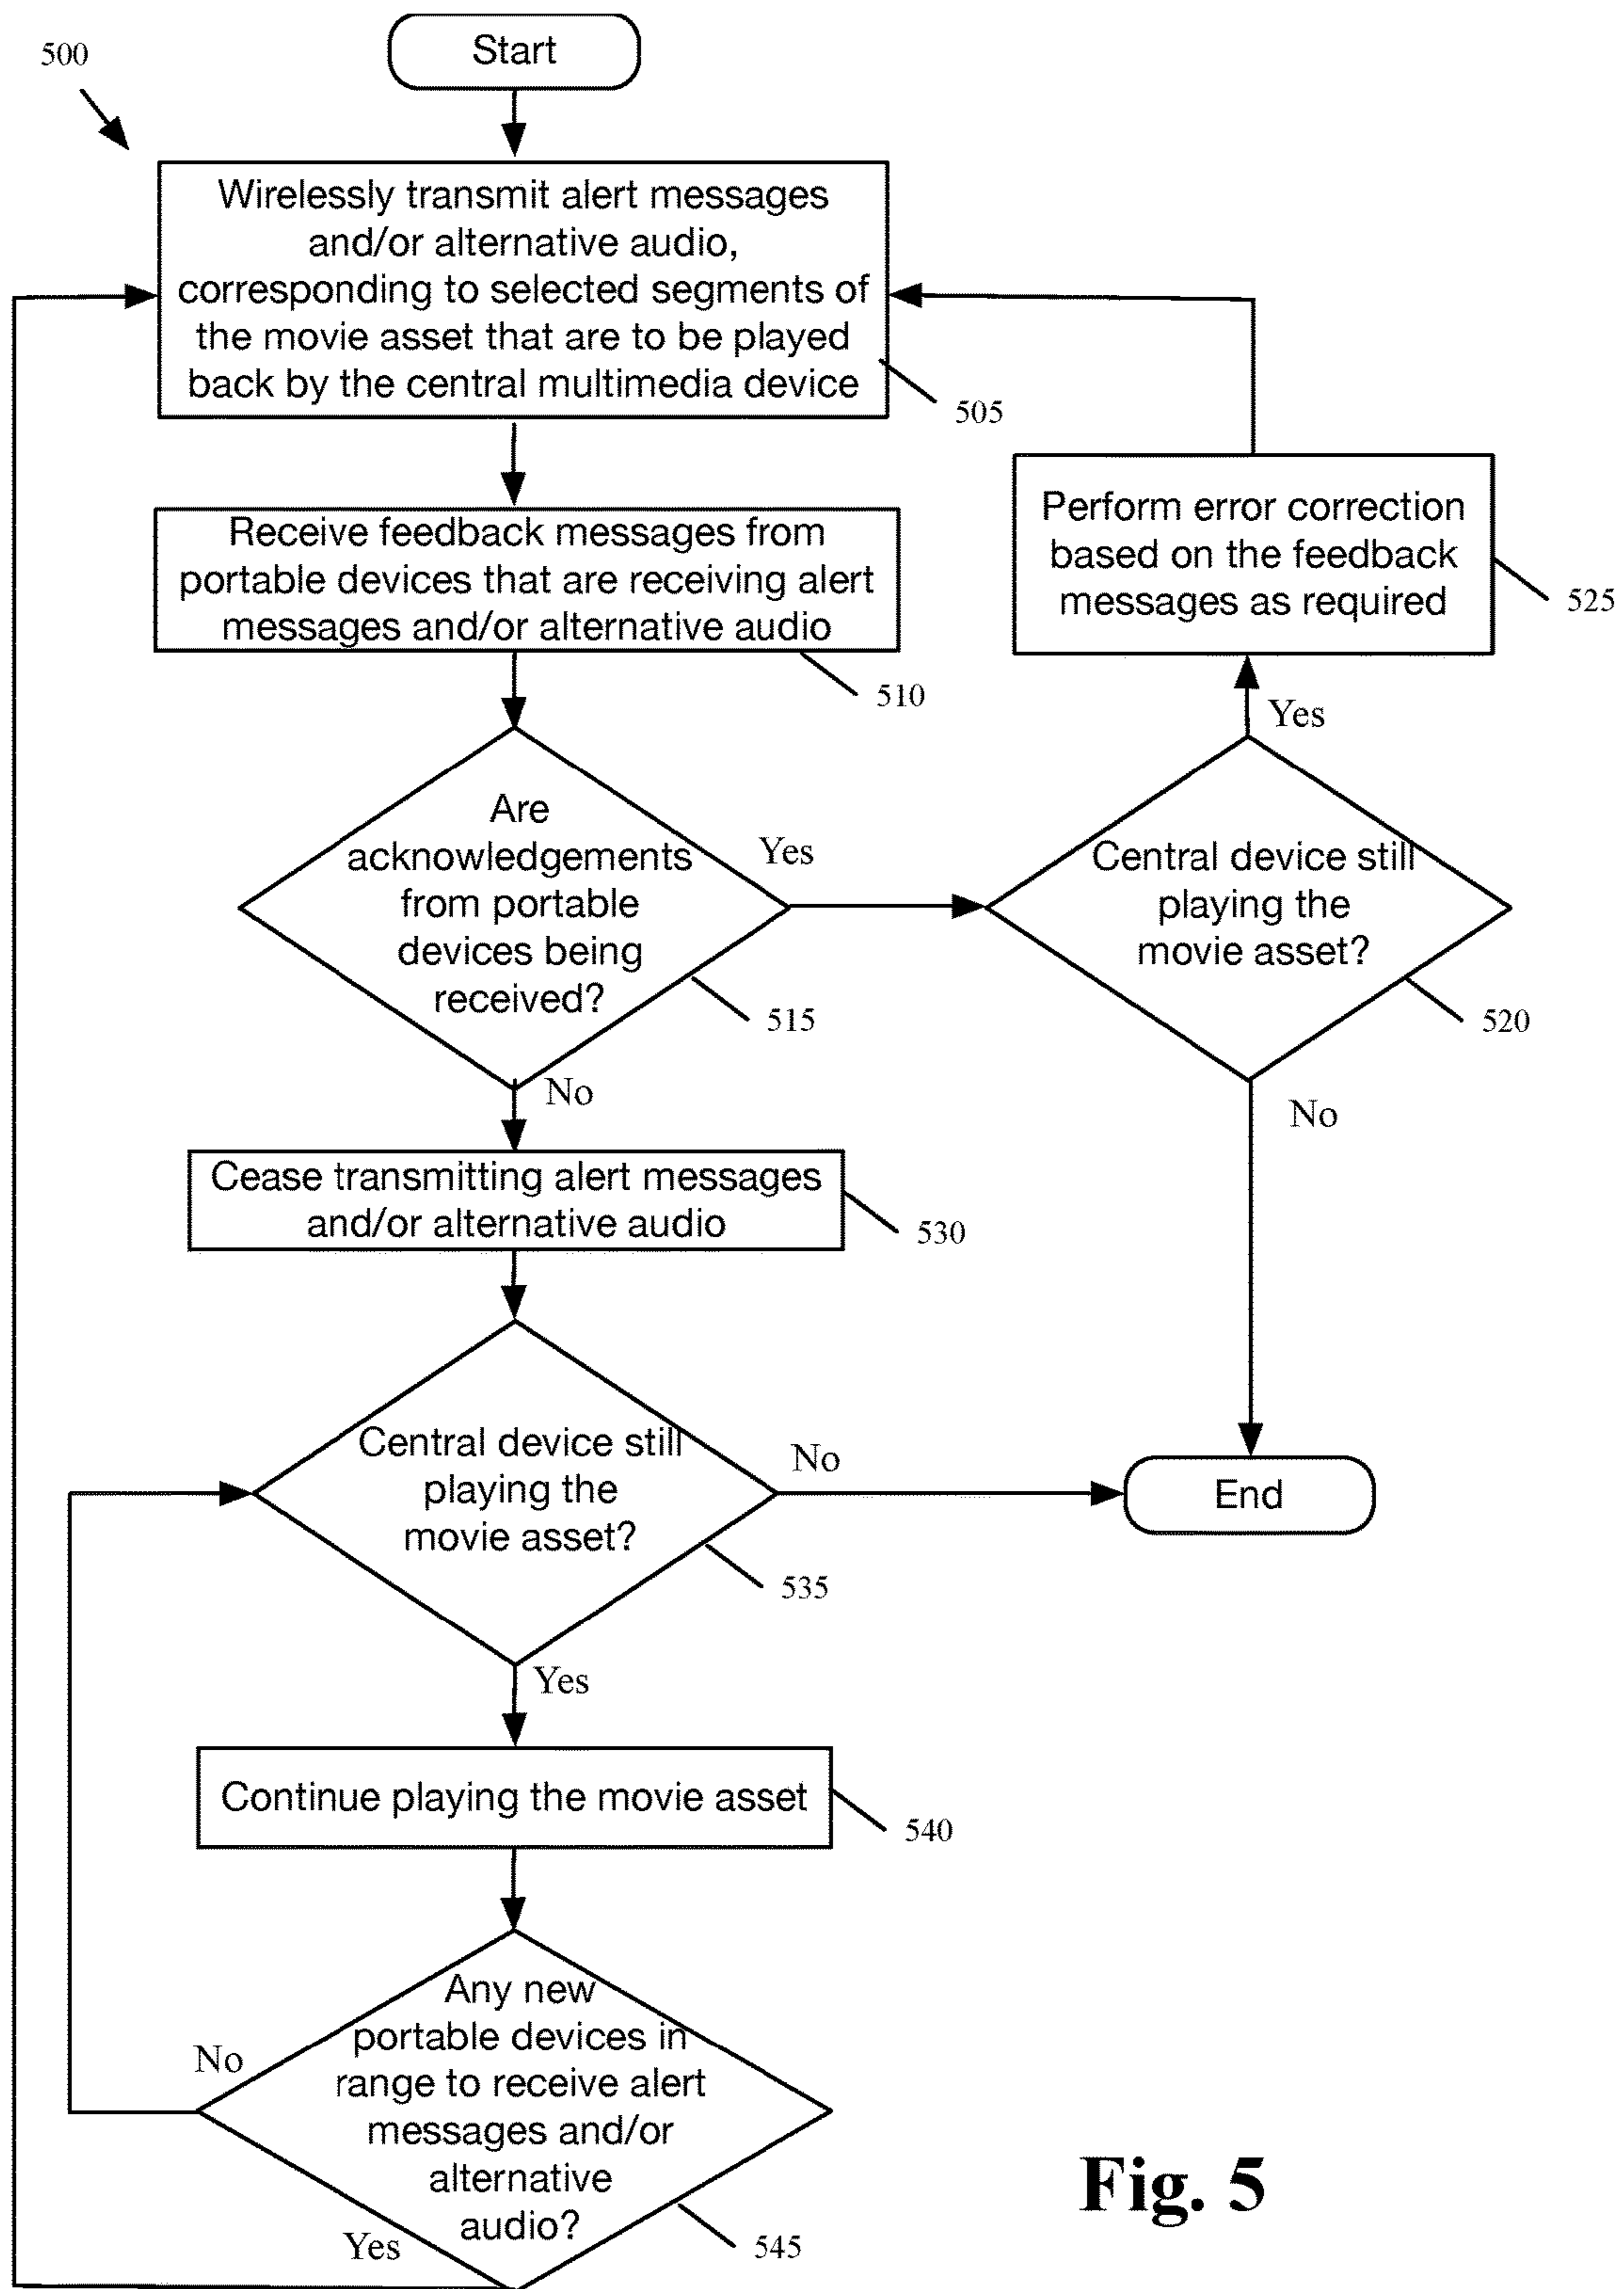 500
Start
Wirelessly transmit alert messages
and/or alternative audio,
corresponding to selected segments of
the movie asset that are to be played
back by the central multimedia device
505
Receive feedback messages from
portable devices that are receiving alert
messages and/or alternative audio
510
Perform error correction
based on the feedback
messages as required
525
Yes
Are
acknowledgements
from portable
devices being
received?
Yes
515
Central device still
playing the
movie asset?
520
No
No
Cease transmitting alert messages
and/or alternative audio
530
Central device still
playing the
movie asset?
No
535
End
Yes
Continue playing the movie asset
540
Any new
portable devices in
range to receive alert
messages and/or
alternative
audio?
No
Yes
545
Fig. 5